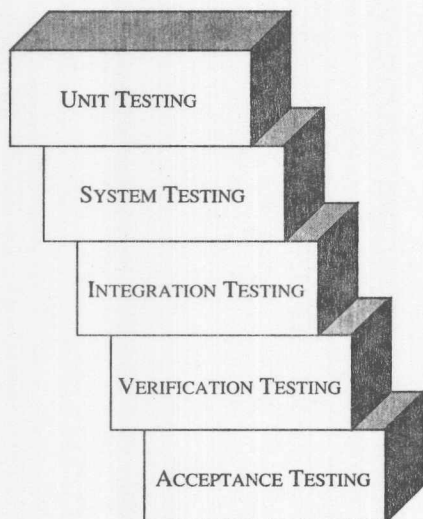 UNIT TESTING
SYSTEM TESTING
INTEGRATION TESTING
VERIFICATION TESTING
ACCEPTANCE TESTING